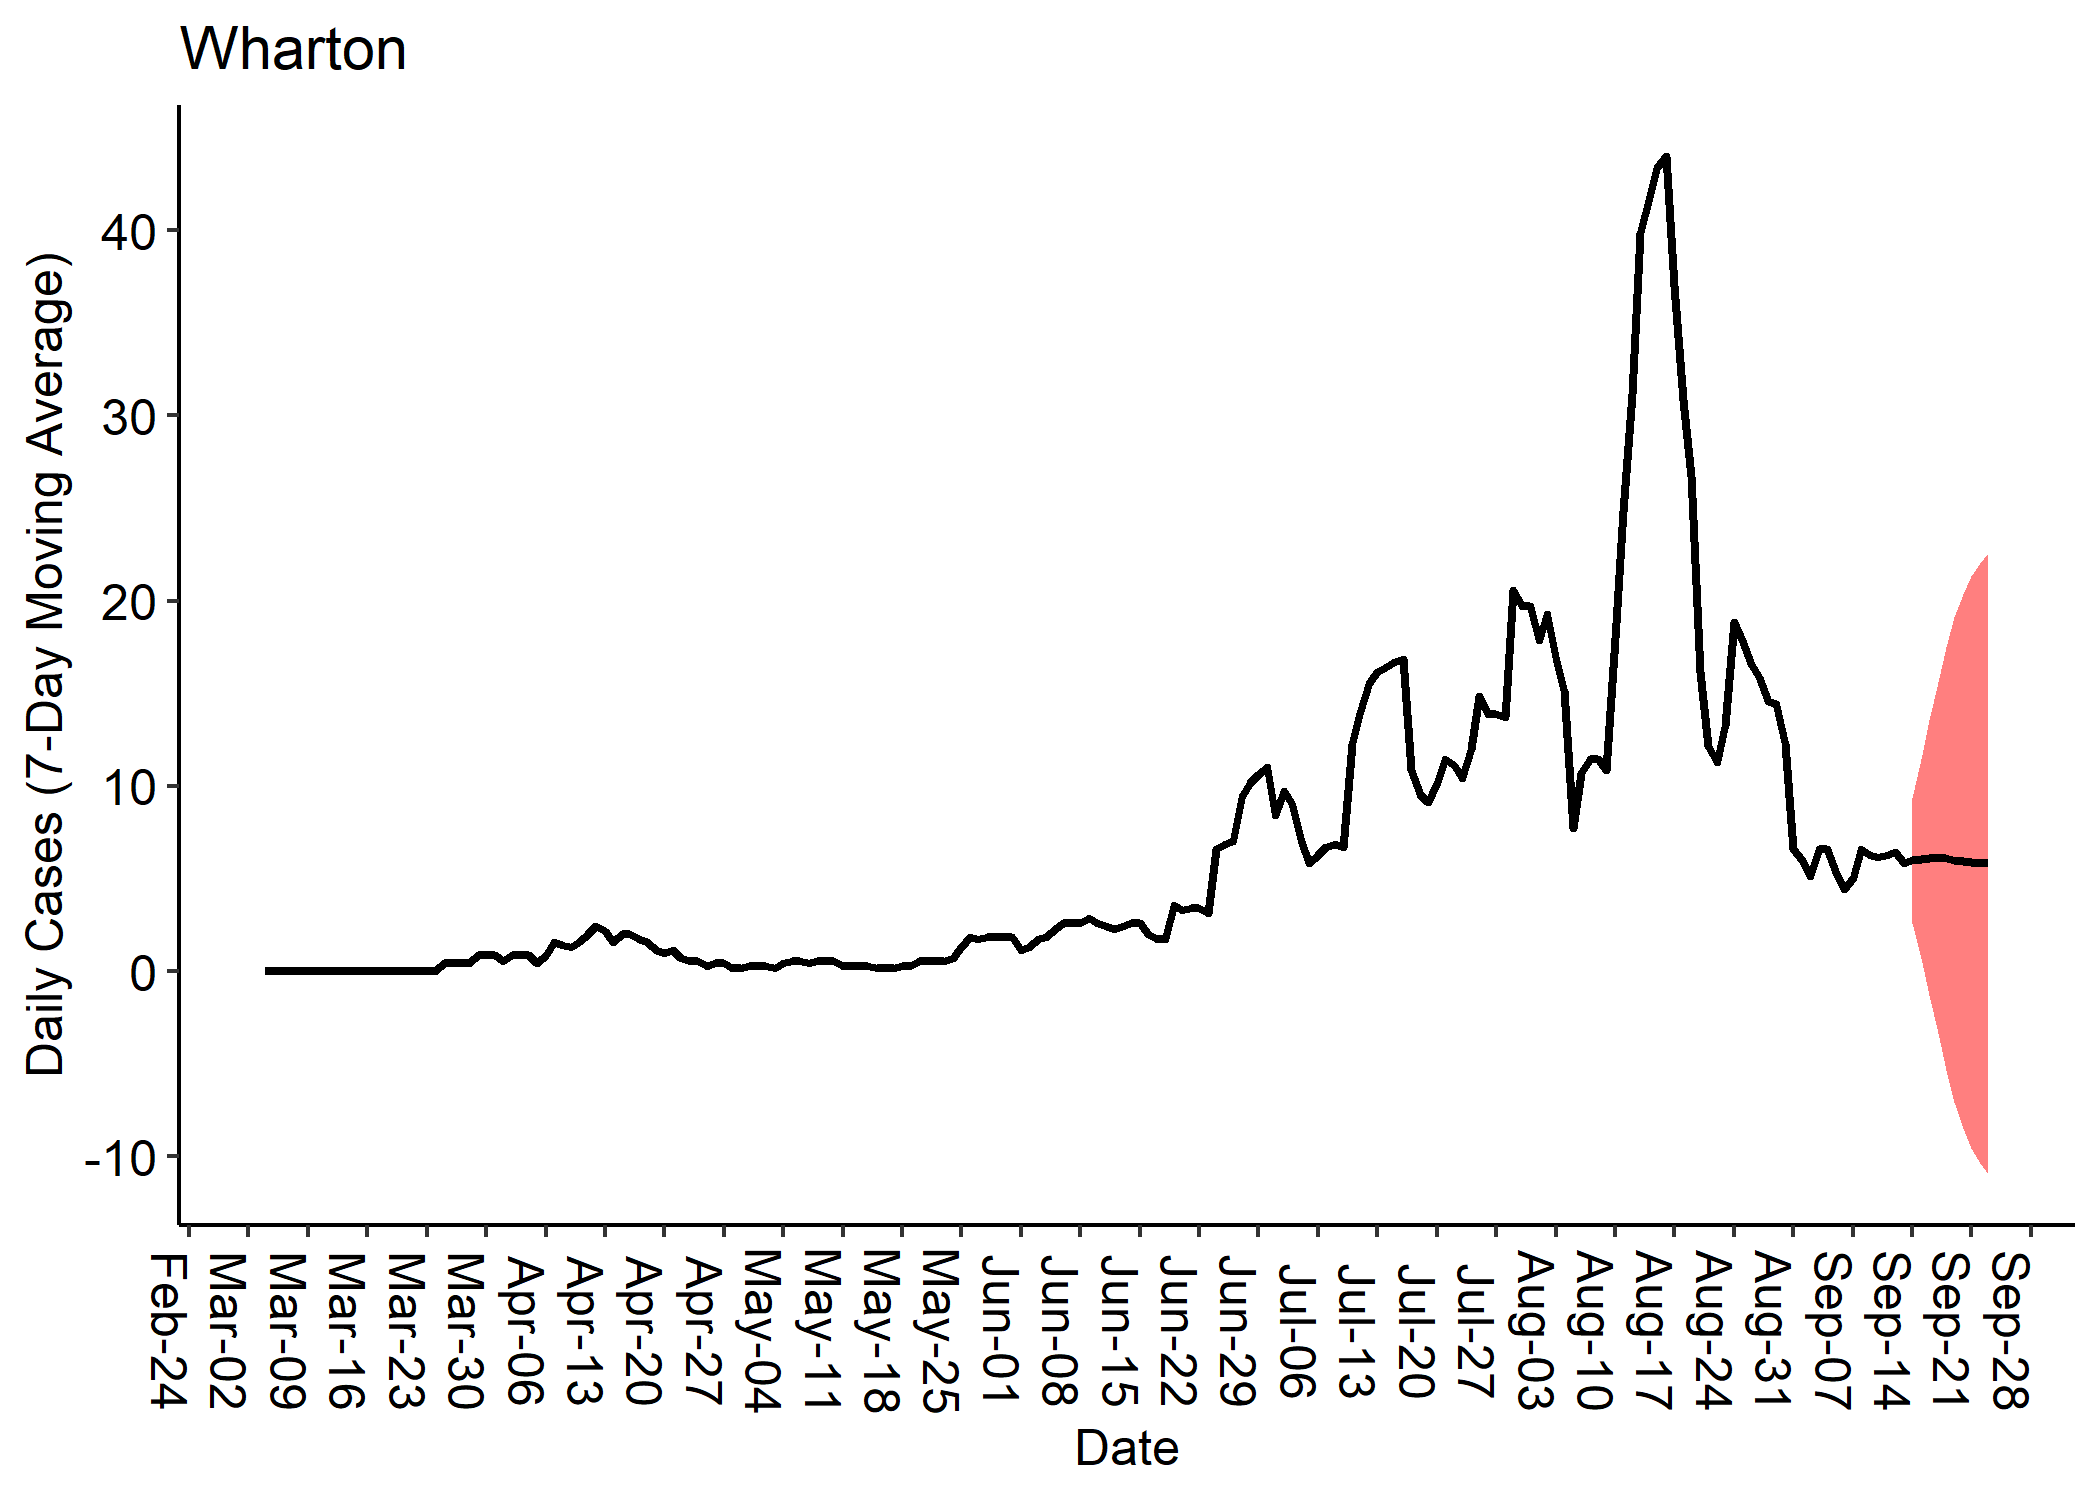 Wharton
Daily Cases (7-Day Moving Average)
40
30
20
10
0
-10
Feb-24
Mar-02
Mar-09
Mar-16
Mar-23
Mar-30
Apr-06
Apr-13
Apr-20
Apr-27
May-04
May-11
May-18
May-25
Jun-01
Jun-08
Jun-15
Jun-22
Jun-29
Jul-06
Jul-13
Jul-20
Jul-27
Aug-03
Aug-10
Aug-17
Aug-24
Aug-31
Sep-07
Sep-14
Sep-21
Sep-28
Date